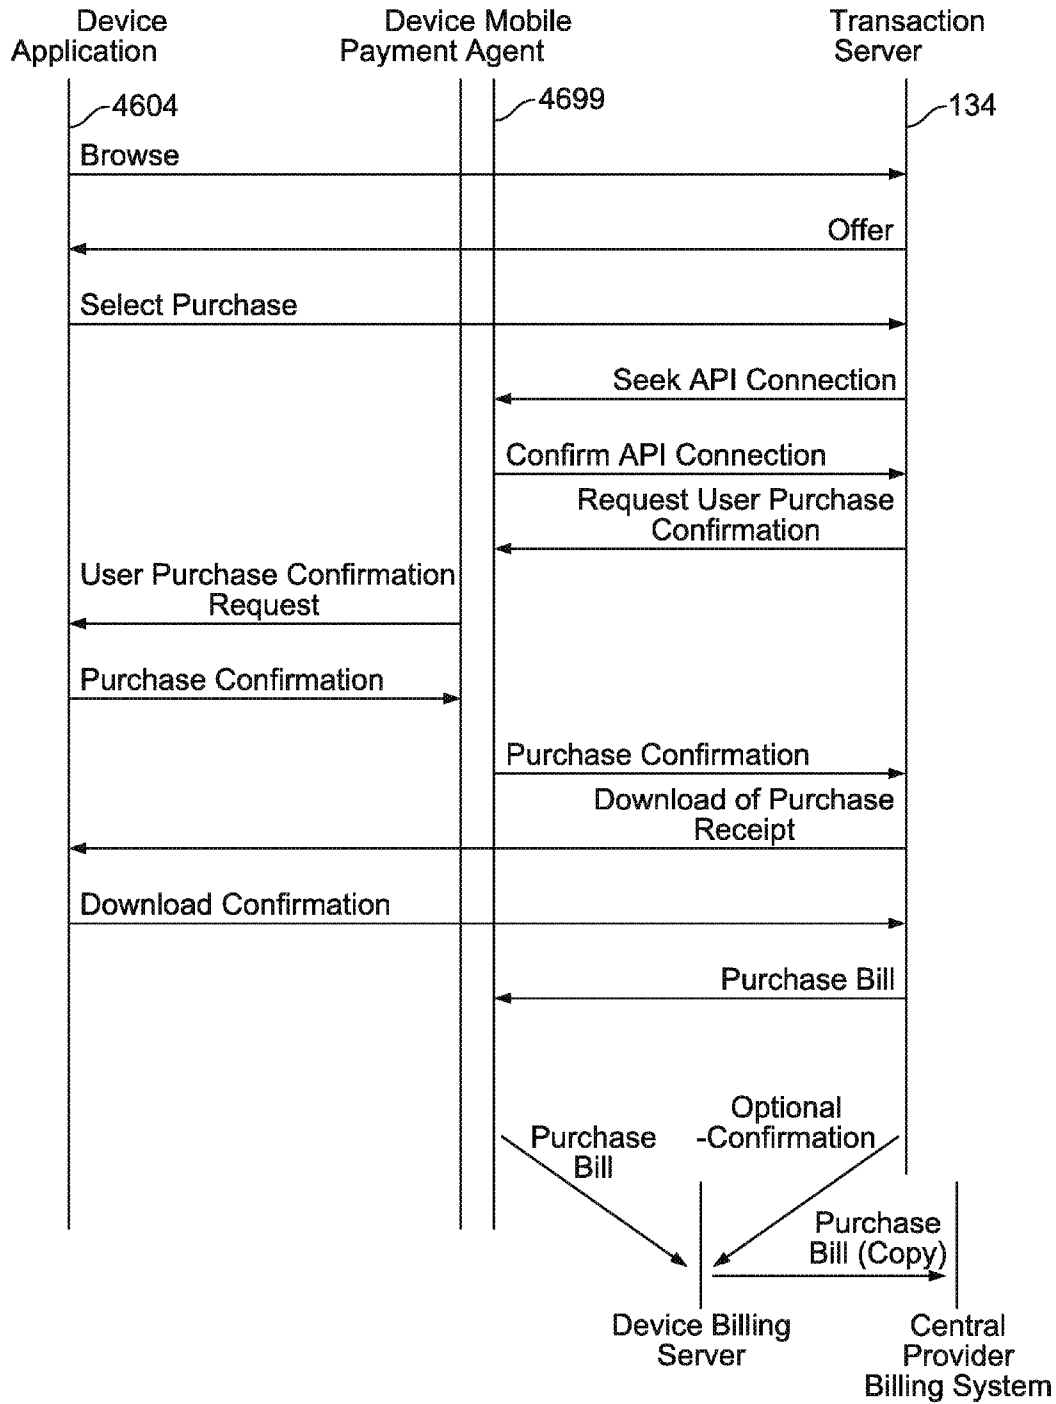 Device
Application
Device Mobile
Payment Agent
Transaction
Server
4604
4699
134
Browse
Offer
Select Purchase
Seek API Connection
Confirm API Connection
Request User Purchase
Confirmation
User Purchase Confirmation
Request
Purchase Confirmation
Purchase Confirmation
Download of Purchase
Receipt
Download Confirmation
Purchase Bill
Purchase
Bill
Optional
-Confirmation
Purchase
Bill (Copy)
Device Billing
Server
Central
Provider
Billing System